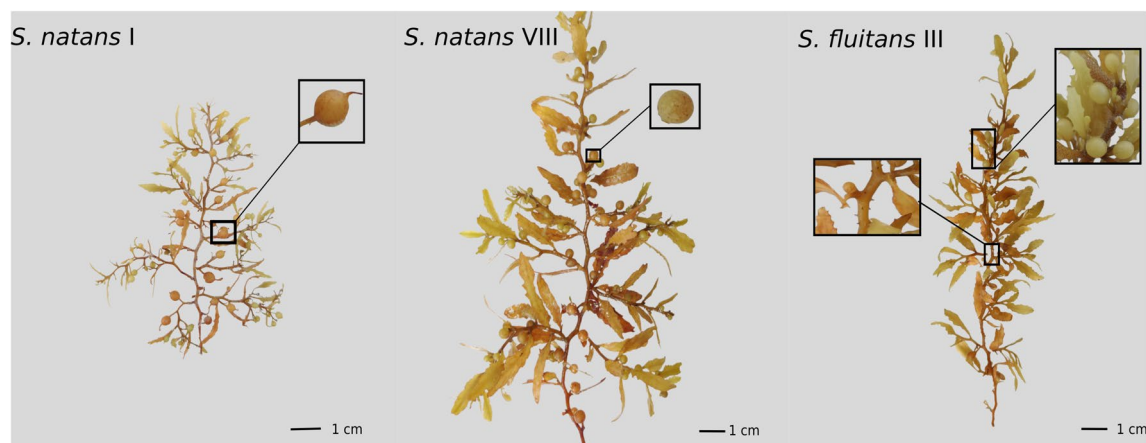 S. natans I
S. natans VIII
S. fluitans III
1 cm
1 cm
1 cm